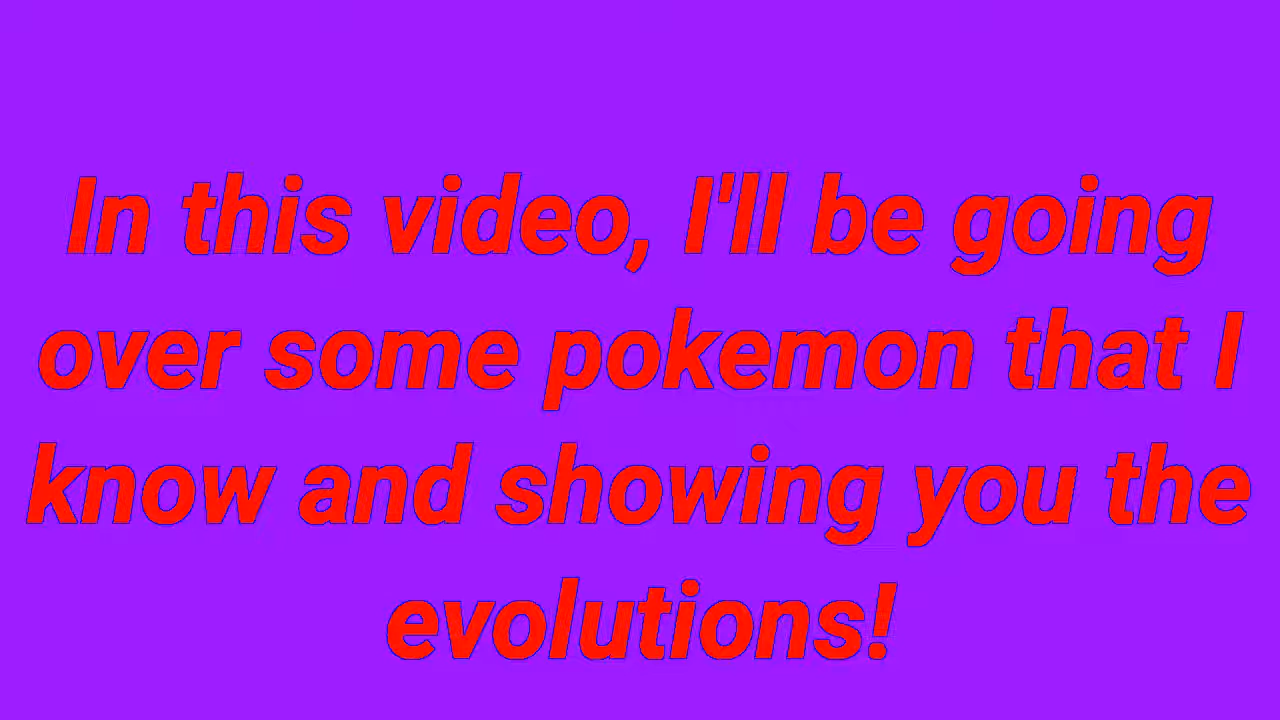 In this video, I'll be going
over some pokemon that I
know and showing you the
evolutions!